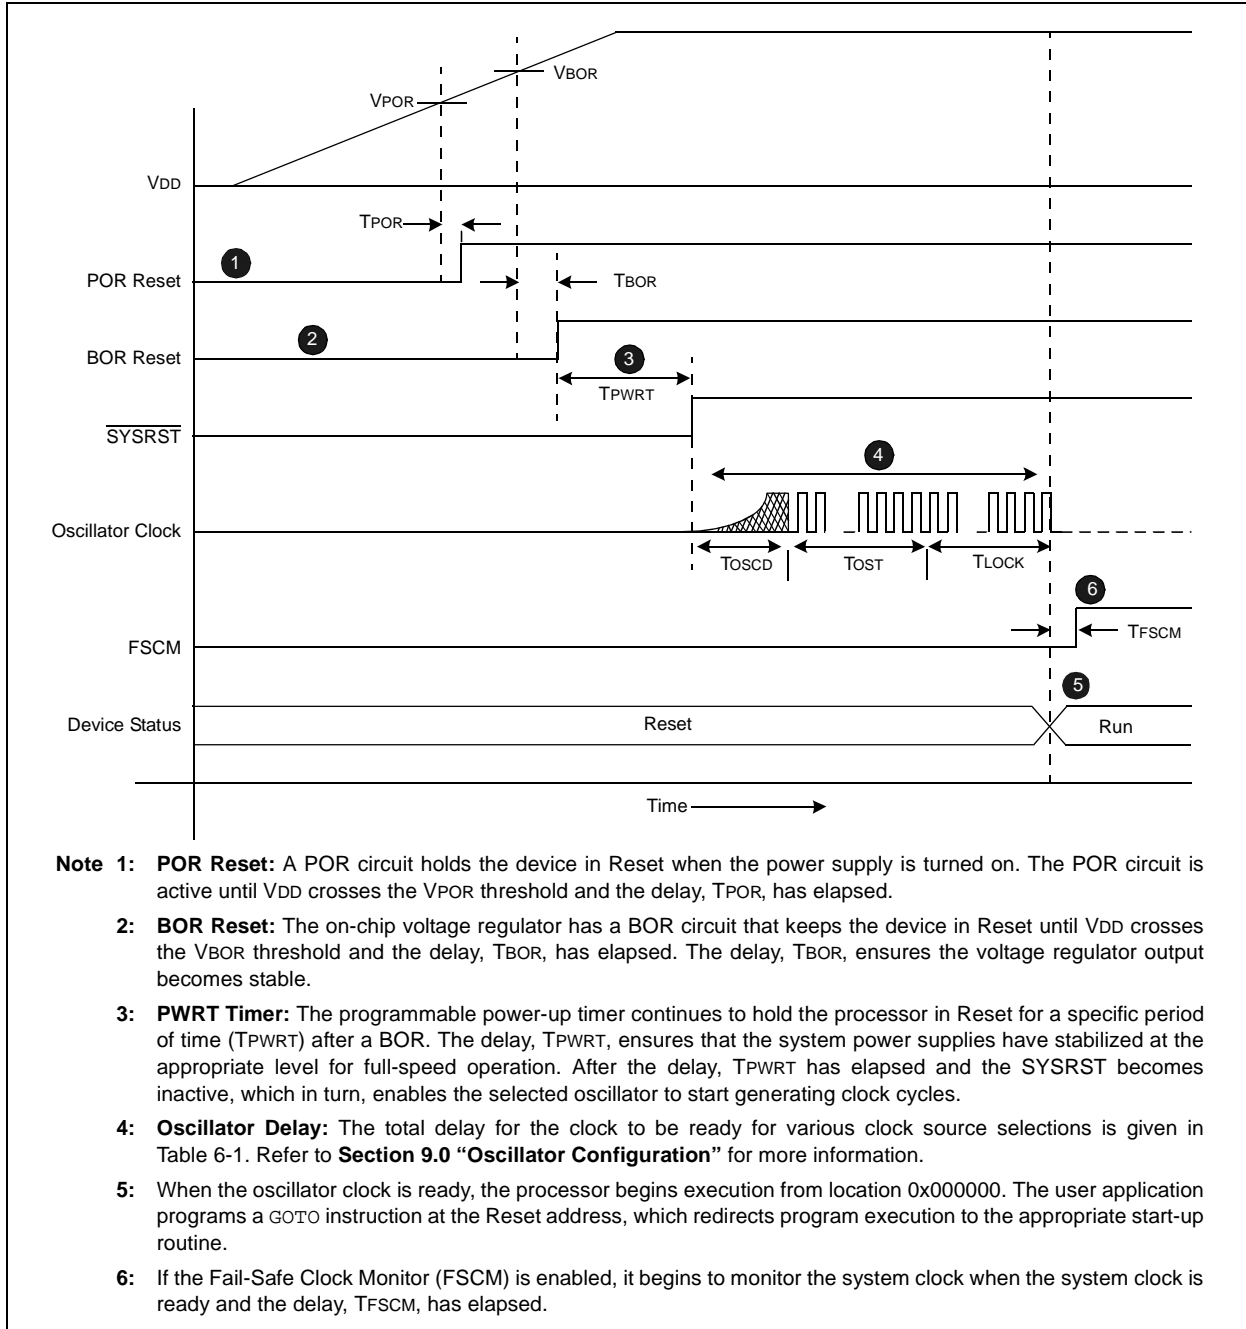 VBOR
VPOR
VDD
TPOR
1
POR Reset
TBOR
2
BOR Reset
3
TPWRT
SYSRST
4
Oscillator Clock
TOSCD
TOST
TLOCK
6
TFSCM
FSCM
5
Device Status
Reset
Run
Time
Note 1: POR Reset: A POR circuit holds the device in Reset when the power supply is turned on. The POR circuit is
active until VDD crosses the VPOR threshold and the delay, TPOR, has elapsed.
2: BOR Reset: The on-chip voltage regulator has a BOR circuit that keeps the device in Reset until VDD crosses
the VBOR threshold and the delay, TBOR, has elapsed. The delay, TBOR, ensures the voltage regulator output
becomes stable.
3: PWRT Timer: The programmable power-up timer continues to hold the processor in Reset for a specific period
of time (TPWRT) after a BOR. The delay, TPWRT, ensures that the system power supplies have stabilized at the
appropriate level for full-speed operation. After the delay, TPWRT has elapsed and the SYSRST becomes
inactive, which in turn, enables the selected oscillator to start generating clock cycles.
4: Oscillator Delay: The total delay for the clock to be ready for various clock source selections is given in
Table 6-1. Refer to Section 9.0 “Oscillator Configuration” for more information.
5: When the oscillator clock is ready, the processor begins execution from location 0x000000. The user application
programs a GOTO instruction at the Reset address, which redirects program execution to the appropriate start-up
routine.
6: If the Fail-Safe Clock Monitor (FSCM) is enabled, it begins to monitor the system clock when the system clock is
ready and the delay, TFSCM, has elapsed.